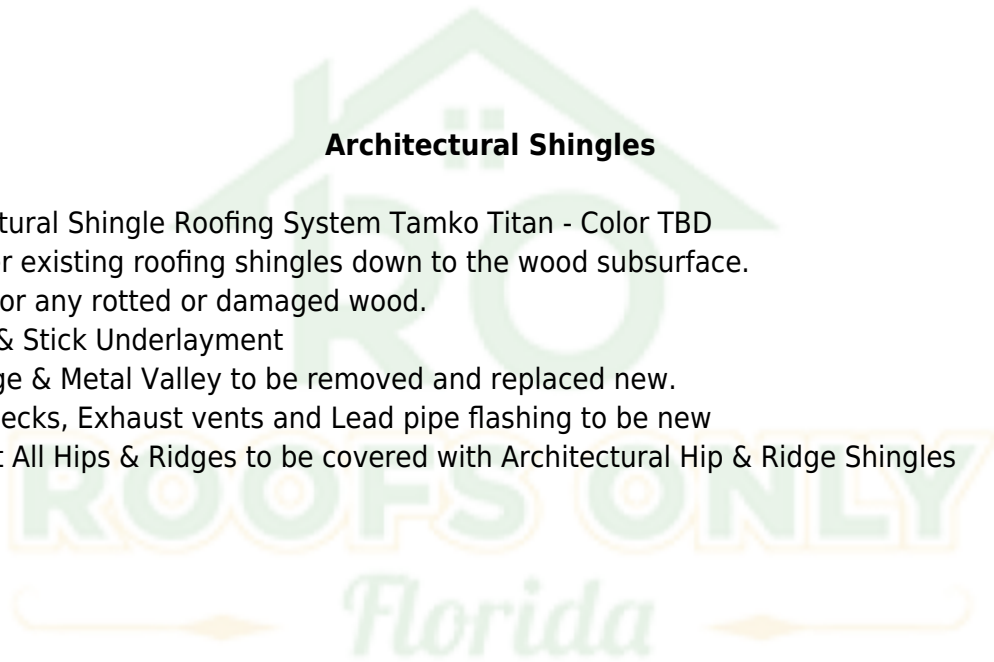 Architectural Shingles
tural Shingle Roofing System Tamko Titan - Color TBD
r existing roofing shingles down to the wood subsurface.
or any rotted or damaged wood.
& Stick Underlayment
ge & Metal Valley to be removed and replaced new.
ecks, Exhaust vents and Lead pipe flashing to be new
t All Hips & Ridges to be covered with Architectural Hip & Ridge Shingles
RO
ROOFS ONLY
Florida